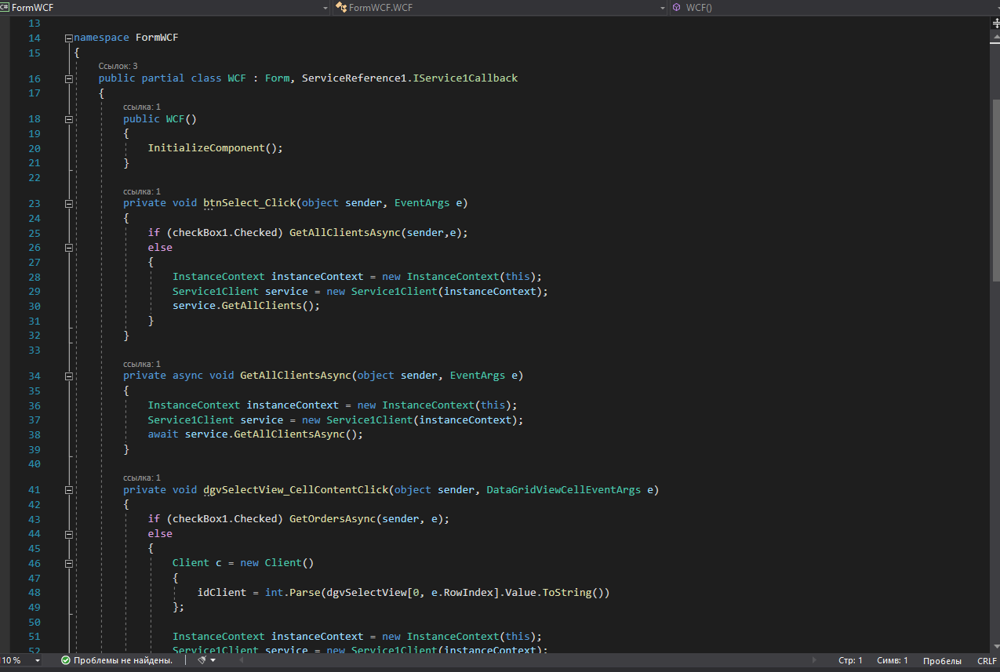 C# FormWCF FormWCF.WCF WCF()
13
14 namespace FormWCF
15 {
Ссылок: 3
16 public partial class WCF : Form, ServiceReference1.IService1Callback
17 {
ссылка: 1
18 public WCF()
19 {
20 InitializeComponent();
21 }
22
ссылка: 1
23 private void btnSelect_Click(object sender, EventArgs e)
24 {
25 if (checkBox1.Checked) GetAllClientsAsync(sender,e);
26 else
27 {
28 InstanceContext instanceContext = new InstanceContext(this);
29 Service1Client service = new Service1Client(instanceContext);
30 service.GetAllClients();
31 }
32 }
33
ссылка: 1
34 private async void GetAllClientsAsync(object sender, EventArgs e)
35 {
36 InstanceContext instanceContext = new InstanceContext(this);
37 Service1Client service = new Service1Client(instanceContext);
38 await service.GetAllClientsAsync();
39 }
40
ссылка: 1
41 private void dgvSelectView_CellContentClick(object sender, DataGridViewCellEventArgs e)
42 {
43 if (checkBox1.Checked) GetOrdersAsync(sender, e);
44 else
45 {
46 Client c = new Client()
47 {
48 idClient = int.Parse(dgvSelectView[0, e.RowIndex].Value.ToString())
49 };
50
51 InstanceContext instanceContext = new InstanceContext(this);
52 Service1Client service = new Service1Client(instanceContext);
10 % Проблемы не найдены. Стр: 1 Симв: 1 Пробелы CRLF